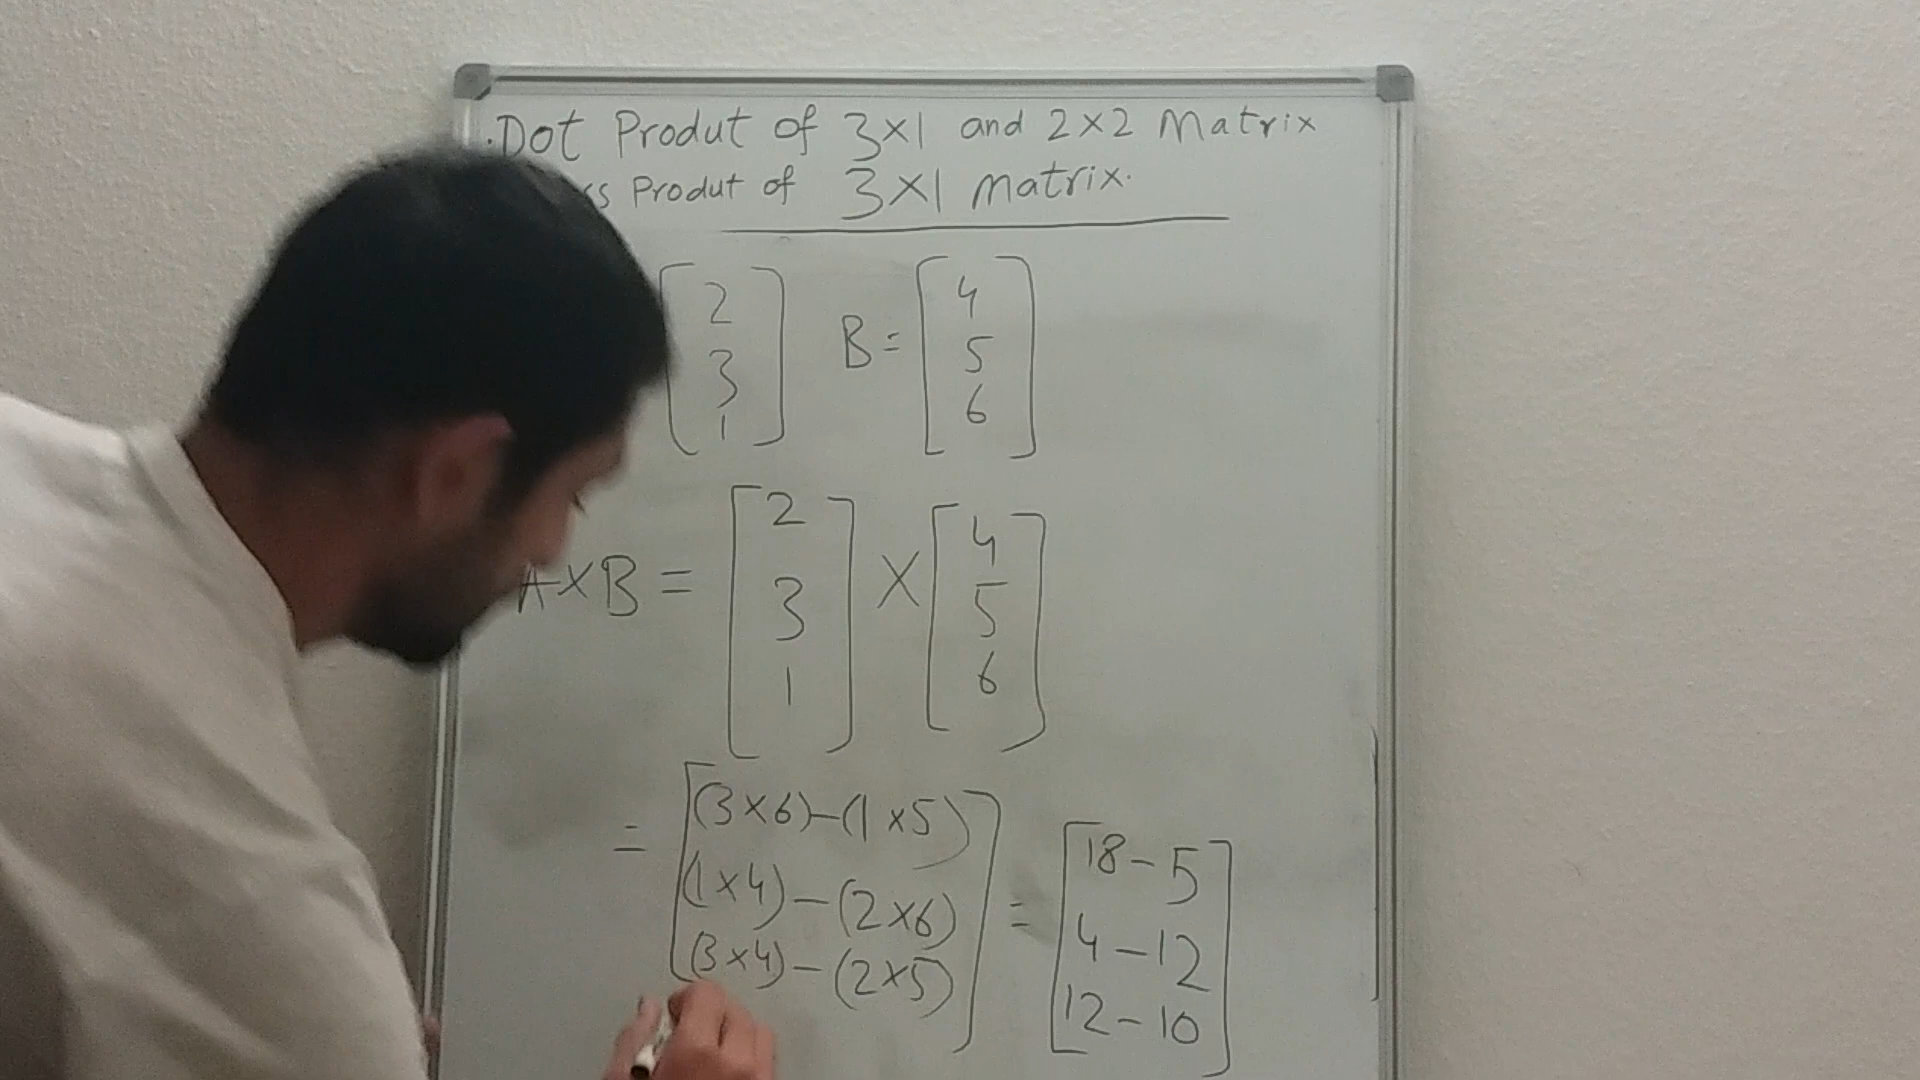 .Dot Produt of 3×1 and 2×2 Matrix
Produt of 3×1 matrix.
[2 3 1] B= [4 5 6]
A×B = [2 3 1] × [4 5 6]
= [(3×6)-(1×5) = [18-5
(1×4)-(2×6) 4-12
(3×4)-(2×5)] 12-10]